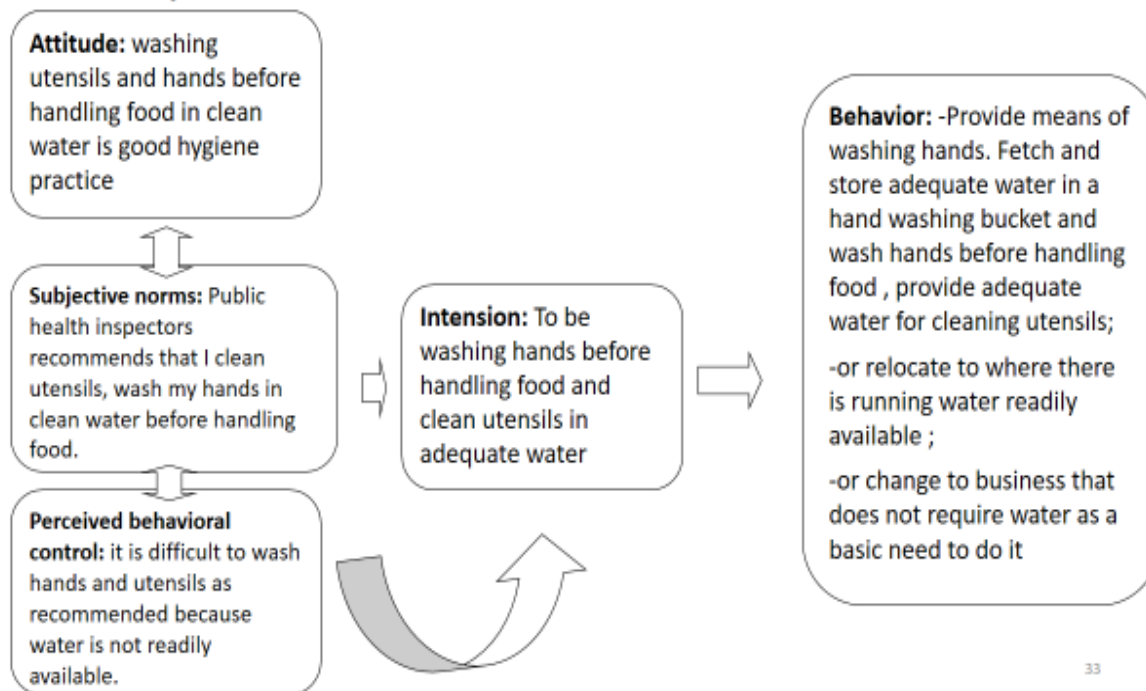 Attitude: washing
utensils and hands before
handling food in clean
water is good hygiene
practice
Subjective norms: Public
health inspectors
recommends that I clean
utensils, wash my hands in
clean water before handling
food.
Perceived behavioral
control: it is difficult to wash
hands and utensils as
recommended because
water is not readily
available.
Intension: To be
washing hands before
handling food and
clean utensils in
adequate water
Behavior: -Provide means of
washing hands. Fetch and
store adequate water in a
hand washing bucket and
wash hands before handling
food , provide adequate
water for cleaning utensils;
-or relocate to where there
is running water readily
available ;
-or change to business that
does not require water as a
basic need to do it
33